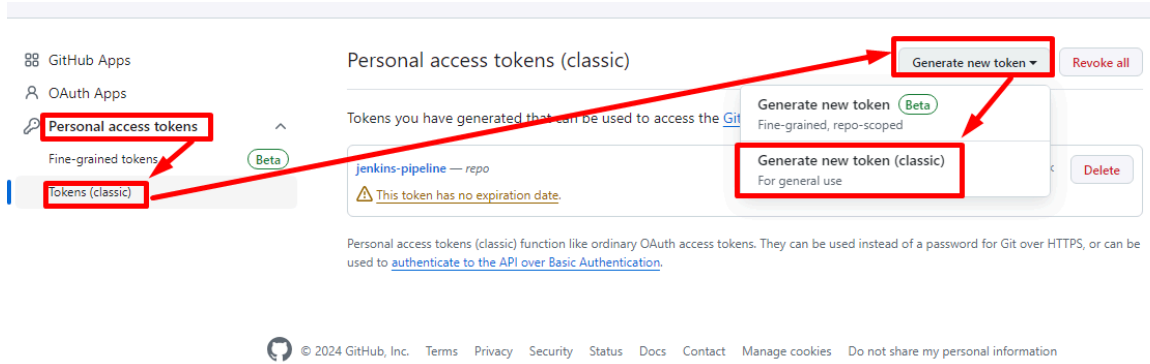 GitHub Apps
OAuth Apps
Personal access tokens
Fine-grained tokens Beta
Tokens (classic)
Personal access tokens (classic)
Generate new token
Revoke all
Tokens you have generated that can be used to access the Git
Generate new token Beta
Fine-grained, repo-scoped
Generate new token (classic)
For general use
jenkins-pipeline — repo
Delete
This token has no expiration date.
Personal access tokens (classic) function like ordinary OAuth access tokens. They can be used instead of a password for Git over HTTPS, or can be
used to authenticate to the API over Basic Authentication.
© 2024 GitHub, Inc. Terms Privacy Security Status Docs Contact Manage cookies Do not share my personal information